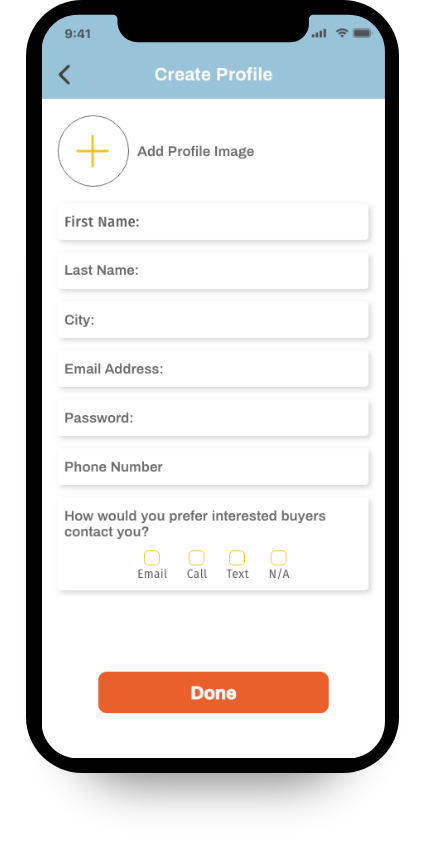 9:41
Create Profile
Add Profile Image
First Name:
Last Name:
City:
Email Address:
Password:
Phone Number
How would you prefer interested buyers
contact you?
Email Call Text N/A
Done